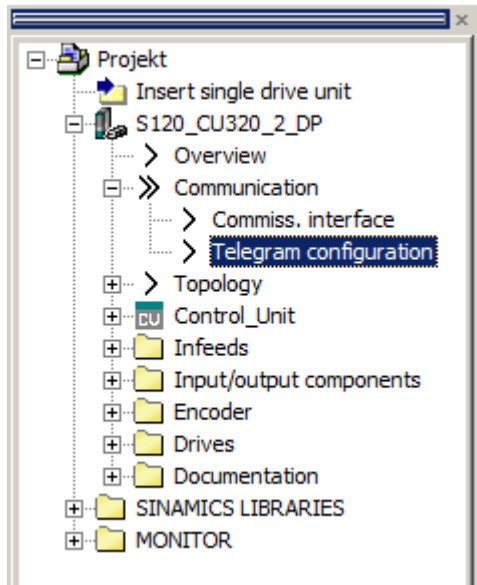 Projekt
Insert single drive unit
S120_CU320_2_DP
Overview
Communication
Commiss. interface
Telegram configuration
Topology
CU Control_Unit
Infeeds
Input/output components
Encoder
Drives
Documentation
SINAMICS LIBRARIES
MONITOR